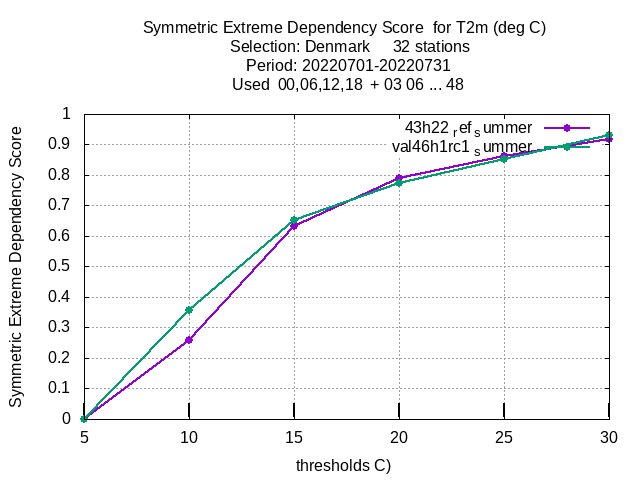 Symmetric Extreme Dependency Score  for T2m (deg C)
Selection: Denmark     32 stations
Period: 20220701-20220731
Used  00,06,12,18  + 03 06 ... 48
Symmetric Extreme Dependency Score
1
0.9
0.8
0.7
0.6
0.5
0.4
0.3
0.2
0.1
0
43h22ref summer
val46h1rc1 summer
5 10 15 20 25 30
thresholds C)